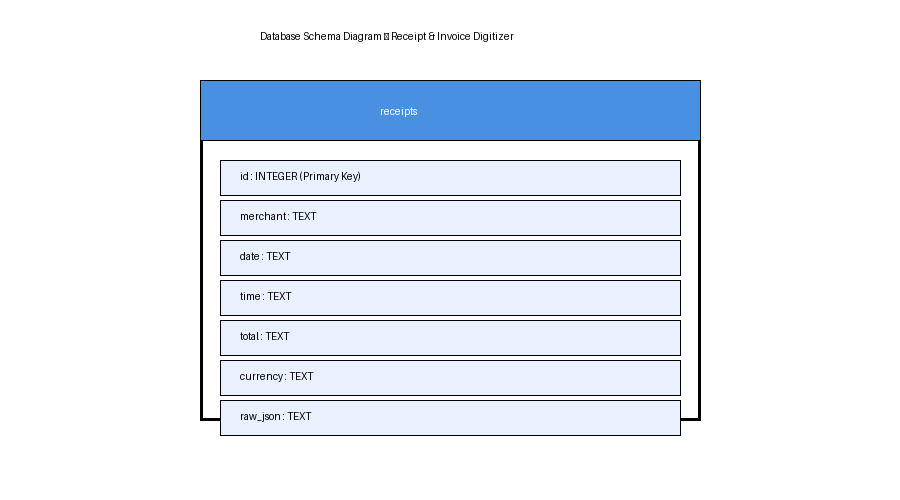 Database Schema Diagram ▯ Receipt & Invoice Digitizer
receipts
id : INTEGER (Primary Key)
merchant : TEXT
date : TEXT
time : TEXT
total : TEXT
currency : TEXT
raw_json : TEXT